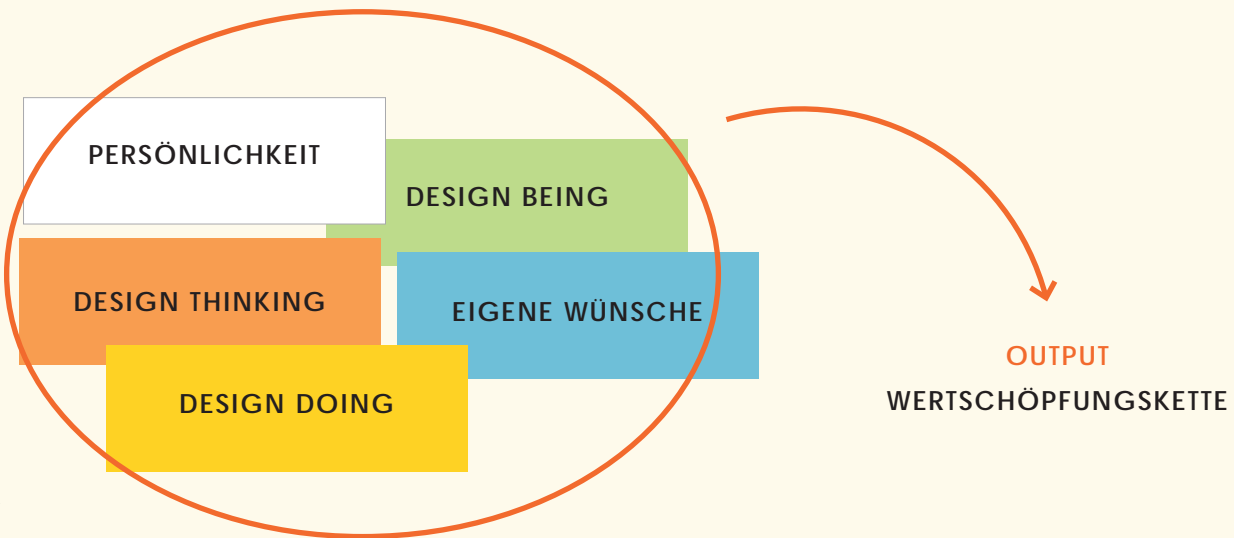 PERSÖNLICHKEIT
DESIGN BEING
DESIGN THINKING
EIGENE WÜNSCHE
DESIGN DOING
OUTPUT
WERTSCHÖPFUNGSKETTE